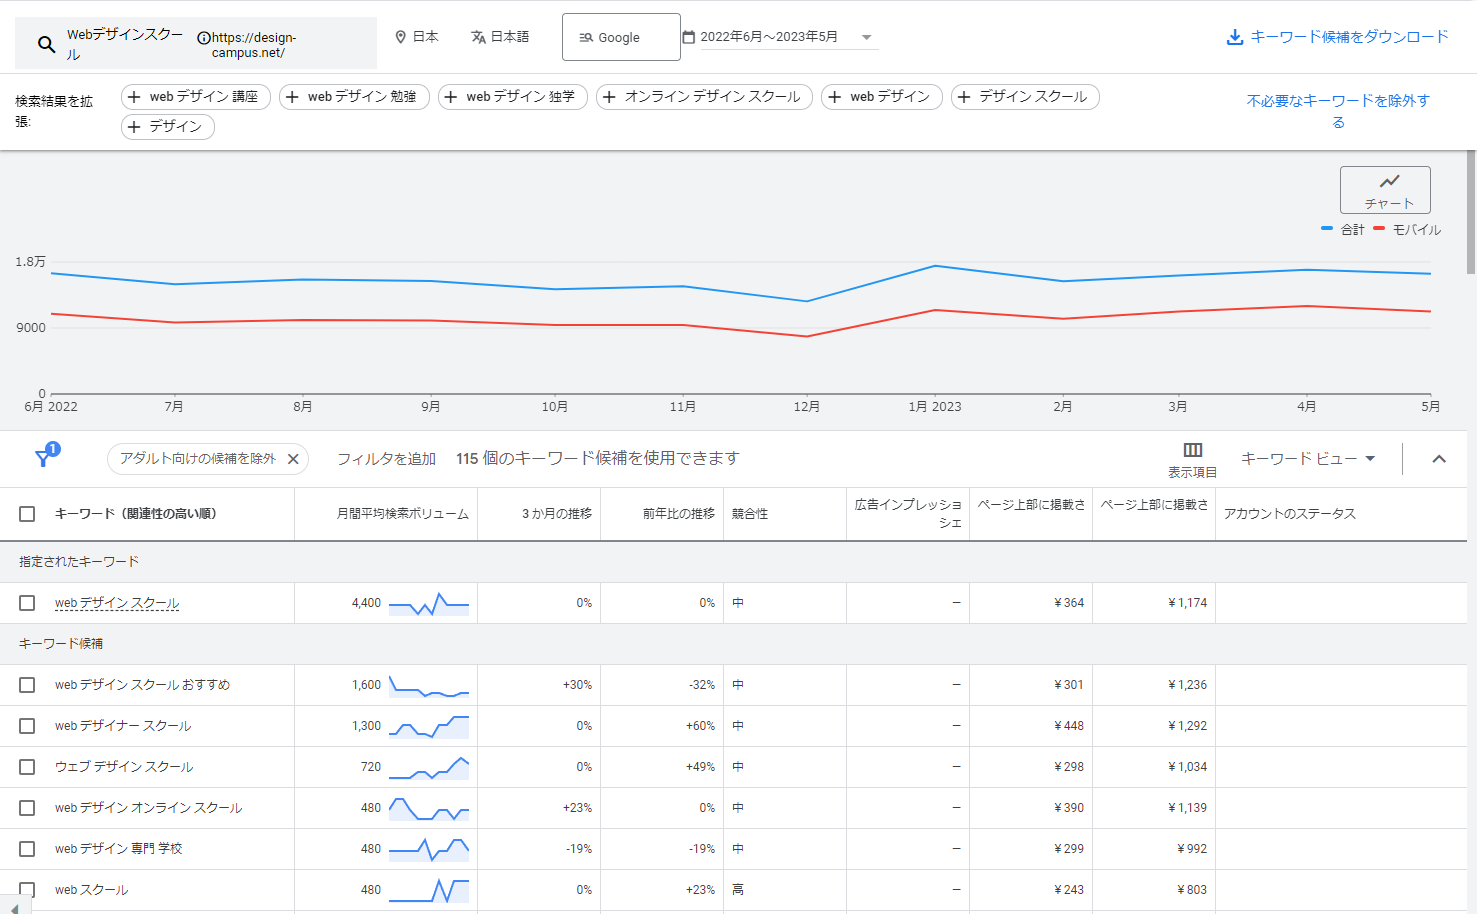 Webデザインスクー
ル
https://design-
campus.net/
日本
日本語
Google
2022年6月～2023年5月
キーワード候補をダウンロード
検索結果を拡
張:
web デザイン 講座
web デザイン 勉強
web デザイン 独学
オンライン デザイン スクール
web デザイン
デザイン スクール
デザイン
不必要なキーワードを除外す
る
チャート
合計 モバイル
1.8万
9000
0
6月 2022 7月 8月 9月 10月 11月 12月 1月 2023 2月 3月 4月 5月
1
アダルト向けの候補を除外
フィルタを追加
115 個のキーワード候補を使用できます
表示項目
キーワード ビュー
キーワード（関連性の高い順） 月間平均検索ボリューム 3 か月の推移 前年比の推移 競合性
広告インプレッショ
シェ
ページ上部に掲載さ ページ上部に掲載さ アカウントのステータス
指定されたキーワード
web デザイン スクール 4,400 0% 0% 中 – ¥364 ¥1,174
キーワード候補
web デザイン スクール おすすめ 1,600 +30% -32% 中 – ¥301 ¥1,236
web デザイナー スクール 1,300 0% +60% 中 – ¥448 ¥1,292
ウェブ デザイン スクール 720 0% +49% 中 – ¥298 ¥1,034
web デザイン オンライン スクール 480 +23% 0% 中 – ¥390 ¥1,139
web デザイン 専門 学校 480 -19% -19% 中 – ¥299 ¥992
web スクール 480 0% +23% 高 – ¥243 ¥803